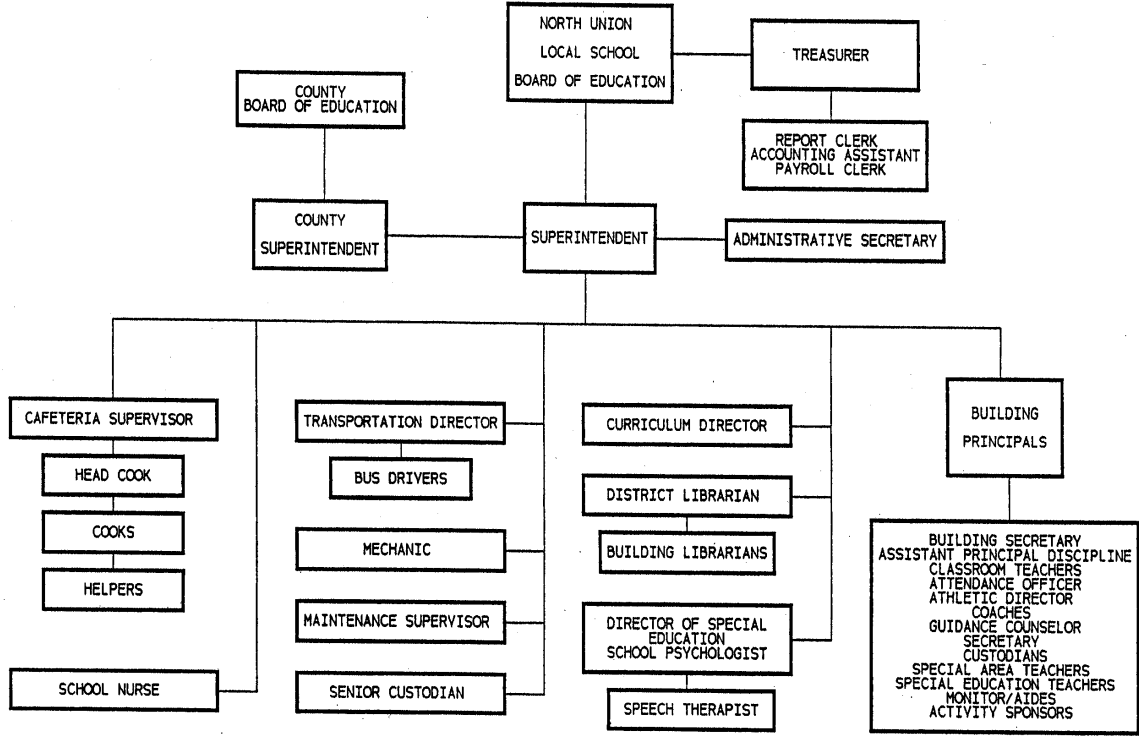 NORTH UNION
LOCAL SCHOOL
BOARD OF EDUCATION
TREASURER
COUNTY
BOARD OF EDUCATION
REPORT CLERK
ACCOUNTING ASSISTANT
PAYROLL CLERK
COUNTY
SUPERINTENDENT
SUPERINTENDENT
ADMINISTRATIVE SECRETARY
CAFETERIA SUPERVISOR
HEAD COOK
COOKS
HELPERS
SCHOOL NURSE
TRANSPORTATION DIRECTOR
BUS DRIVERS
MECHANIC
MAINTENANCE SUPERVISOR
SENIOR CUSTODIAN
CURRICULUM DIRECTOR
DISTRICT LIBRARIAN
BUILDING LIBRARIANS
DIRECTOR OF SPECIAL
EDUCATION
SCHOOL PSYCHOLOGIST
SPEECH THERAPIST
BUILDING
PRINCIPALS
BUILDING SECRETARY
ASSISTANT PRINCIPAL DISCIPLINE
CLASSROOM TEACHERS
ATTENDANCE OFFICER
ATHLETIC DIRECTOR
COACHES
GUIDANCE COUNSELOR
SECRETARY
CUSTODIANS
SPECIAL AREA TEACHERS
SPECIAL EDUCATION TEACHERS
MONITOR/AIDES
ACTIVITY SPONSORS